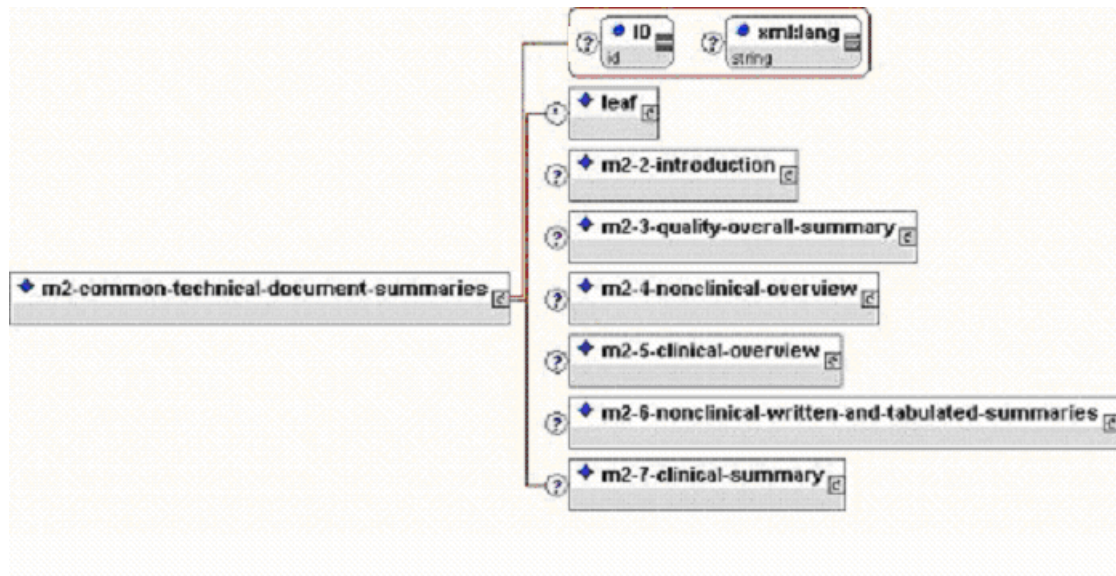 ID
id
xml:lang
string
leaf
m2-2-introduction
m2-3-quality-overall-summary
m2-common-technical-document-summaries
m2-4-nonclinical-overview
m2-5-clinical-overview
m2-6-nonclinical-written-and-tabulated-summaries
m2-7-clinical-summary